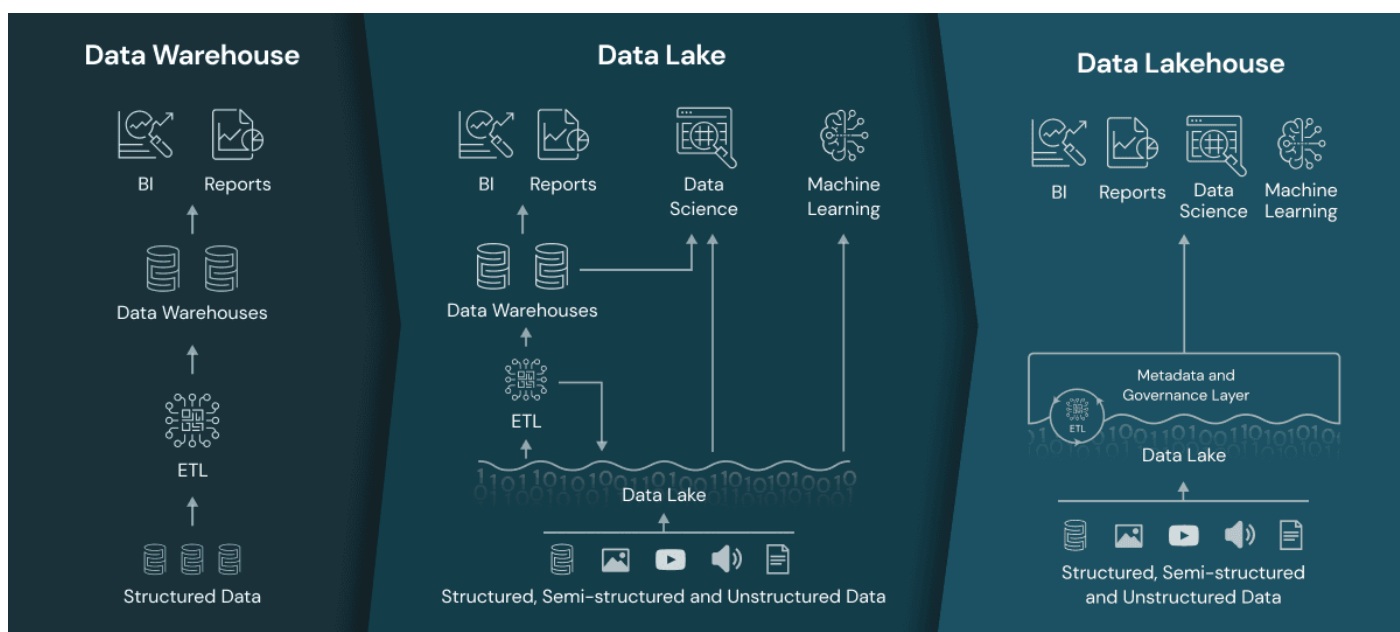 Data Warehouse
BI
Reports
Data Warehouses
ETL
Structured Data
Data Lake
BI
Reports
Data
Science
Machine
Learning
Data Warehouses
ETL
Data Lake
Structured, Semi-structured and Unstructured Data
Data Lakehouse
BI
Reports
Data
Science
Machine
Learning
Metadata and
Governance Layer
ETL
Data Lake
Structured, Semi-structured
and Unstructured Data